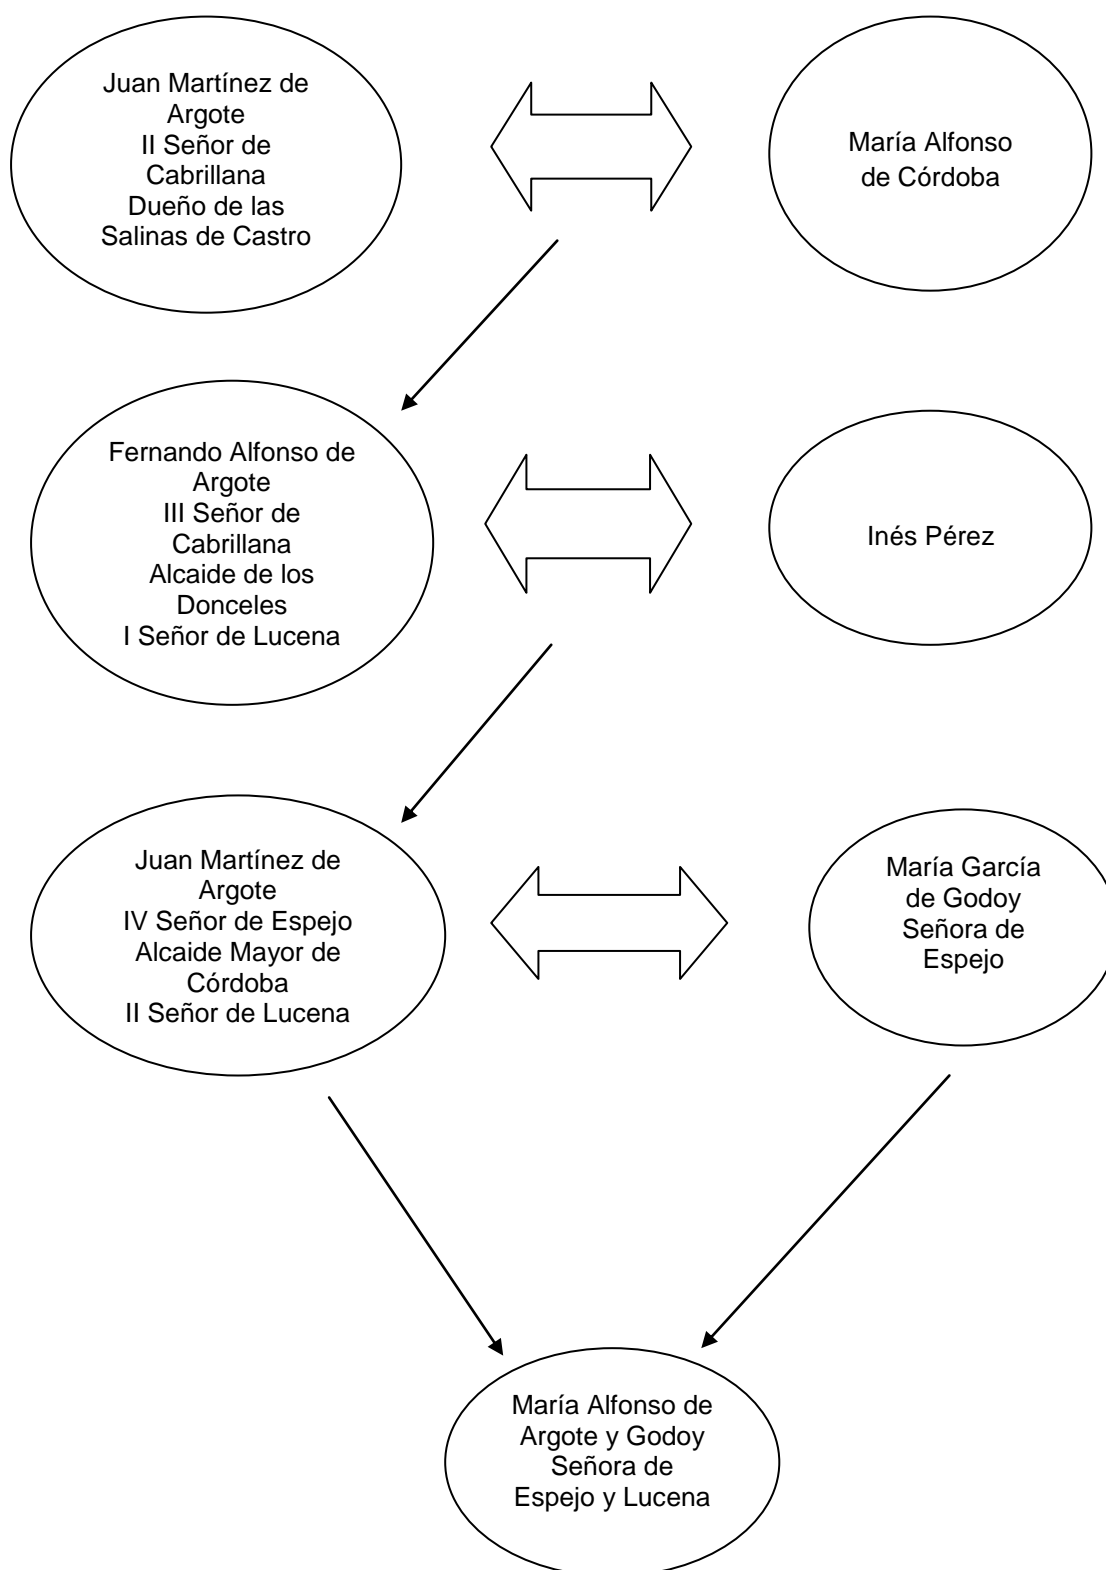 Juan Martínez de
Argote
II Señor de
Cabrillana
Dueño de las
Salinas de Castro
María Alfonso
de Córdoba
Fernando Alfonso de
Argote
III Señor de
Cabrillana
Alcaide de los
Donceles
I Señor de Lucena
Inés Pérez
Juan Martínez de
Argote
IV Señor de Espejo
Alcaide Mayor de
Córdoba
II Señor de Lucena
María García
de Godoy
Señora de
Espejo
María Alfonso de
Argote y Godoy
Señora de
Espejo y Lucena